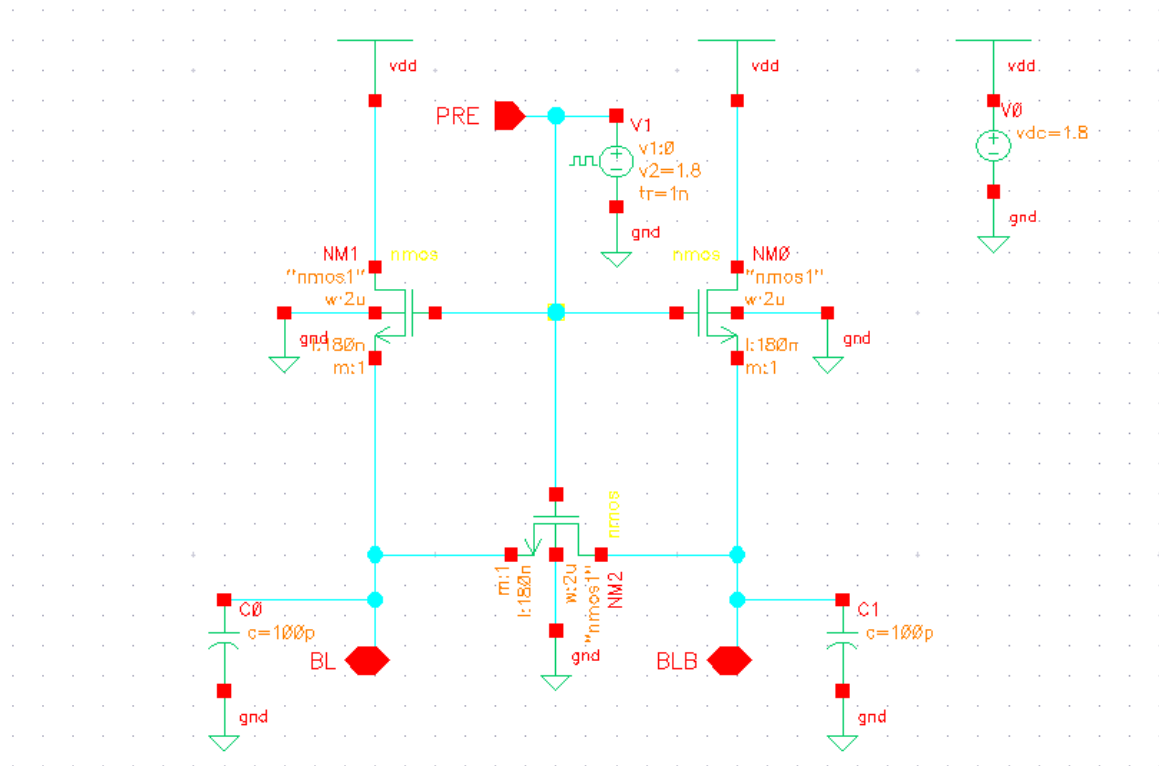 vdd
vdd
vdd
PRE
V1
v1:0
v2=1.8
tr=1n
gnd
V0
vdc=1.8
gnd
NM1
nmos
"nmos1"
w:2u
gnd
l:180n
m:1
nmos
NM0
"nmos1"
w:2u
l:180n
m:1
gnd
nmos
m:1
l:180n
w:2u
"nmos1"
NM2
gnd
C0
c=100p
gnd
BL
BLB
C1
c=100p
gnd